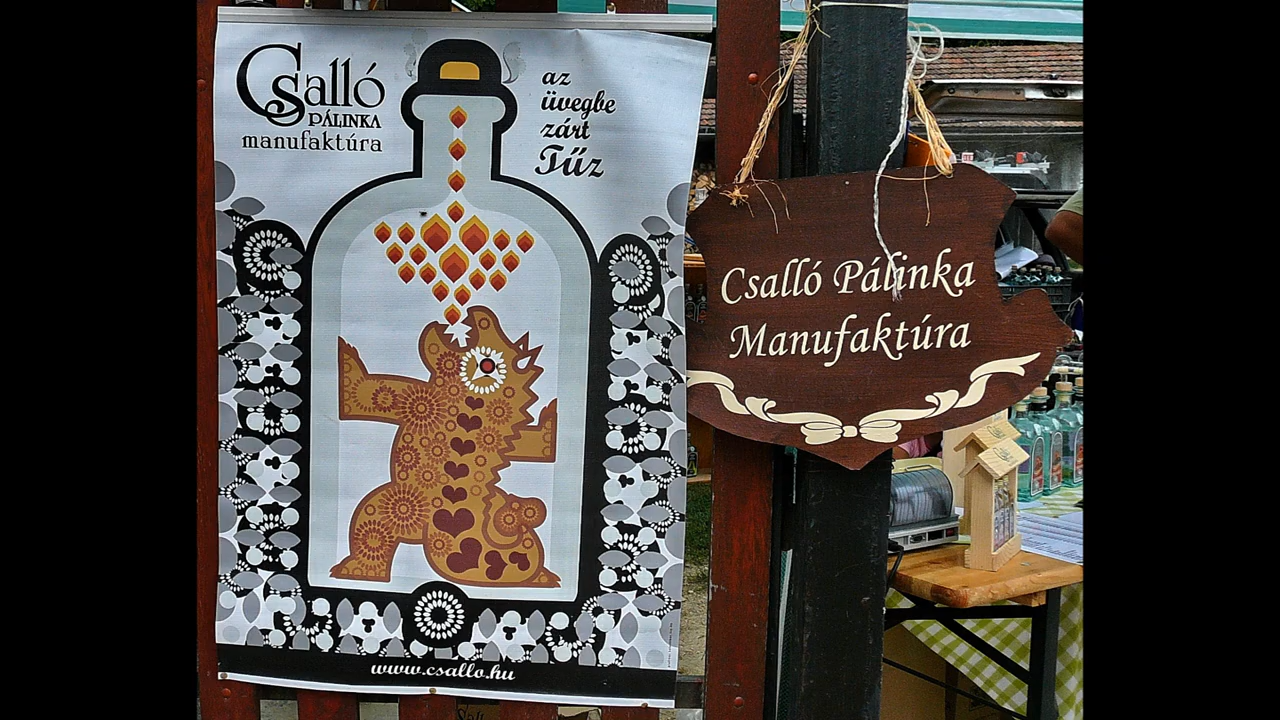 Csalló
PÁLINKA
manufaktúra
az
üvegbe
zárt
Tűz
www.csallo.hu
Csalló Pálinka
Manufaktúra